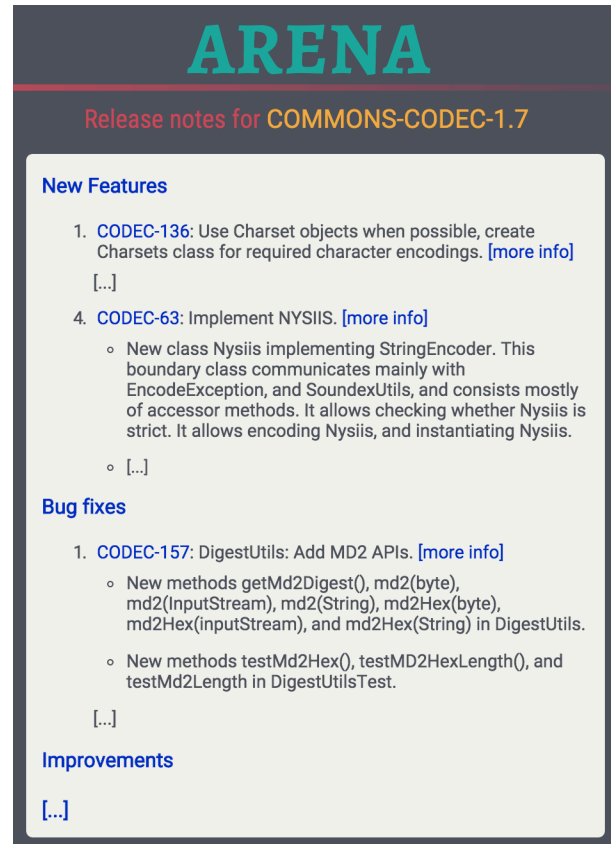 ARENA
Release notes for COMMONS-CODEC-1.7
New Features
1. CODEC-136: Use Charset objects when possible, create
Charsets class for required character encodings. [more info]
[...]
4. CODEC-63: Implement NYSIIS. [more info]
◦ New class Nysiis implementing StringEncoder. This
boundary class communicates mainly with
EncodeException, and SoundexUtils, and consists mostly
of accessor methods. It allows checking whether Nysiis is
strict. It allows encoding Nysiis, and instantiating Nysiis.
◦ [...]
Bug fixes
1. CODEC-157: DigestUtils: Add MD2 APIs. [more info]
◦ New methods getMd2Digest(), md2(byte),
md2(InputStream), md2(String), md2Hex(byte),
md2Hex(inputStream), and md2Hex(String) in DigestUtils.
◦ New methods testMd2Hex(), testMD2HexLength(), and
testMd2Length in DigestUtilsTest.
[...]
Improvements
[...]